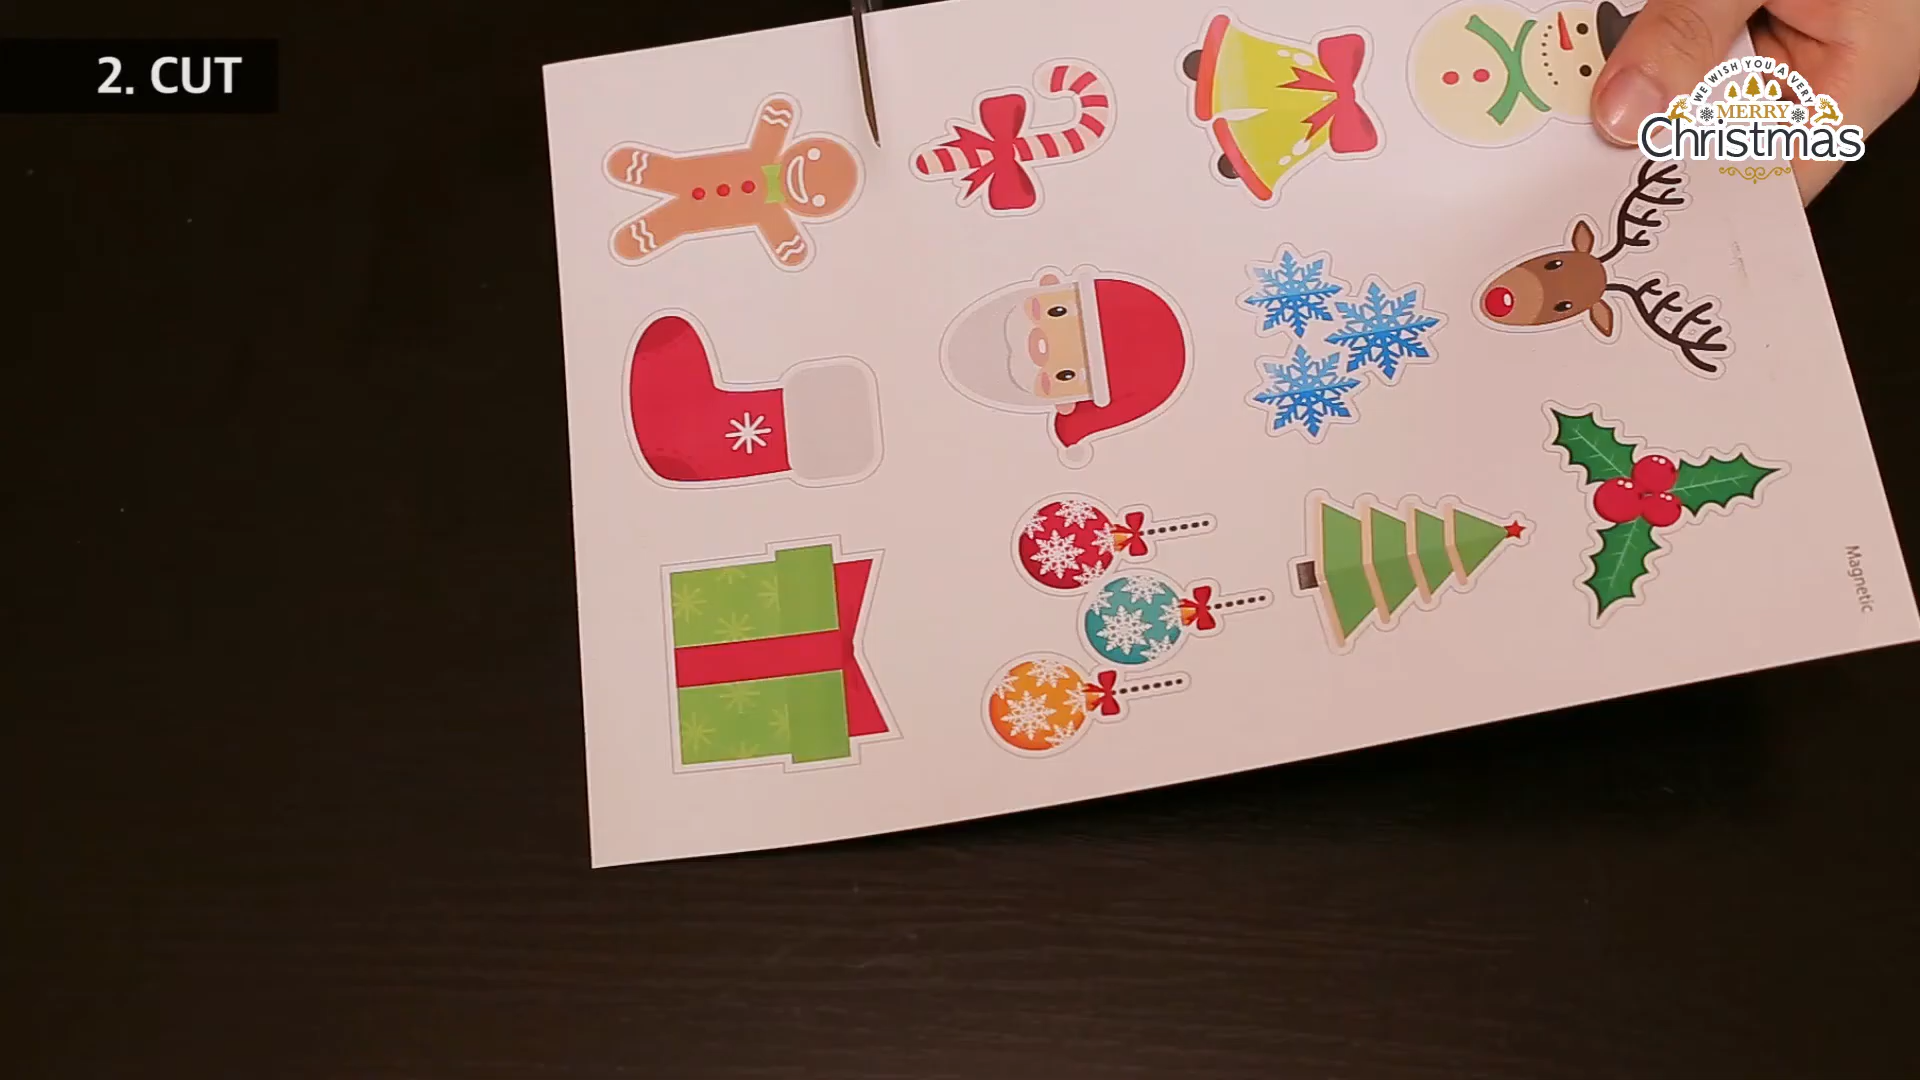 2. CUT
WE WISH YOU A VERY
MERRY
Christmas
Magnetic